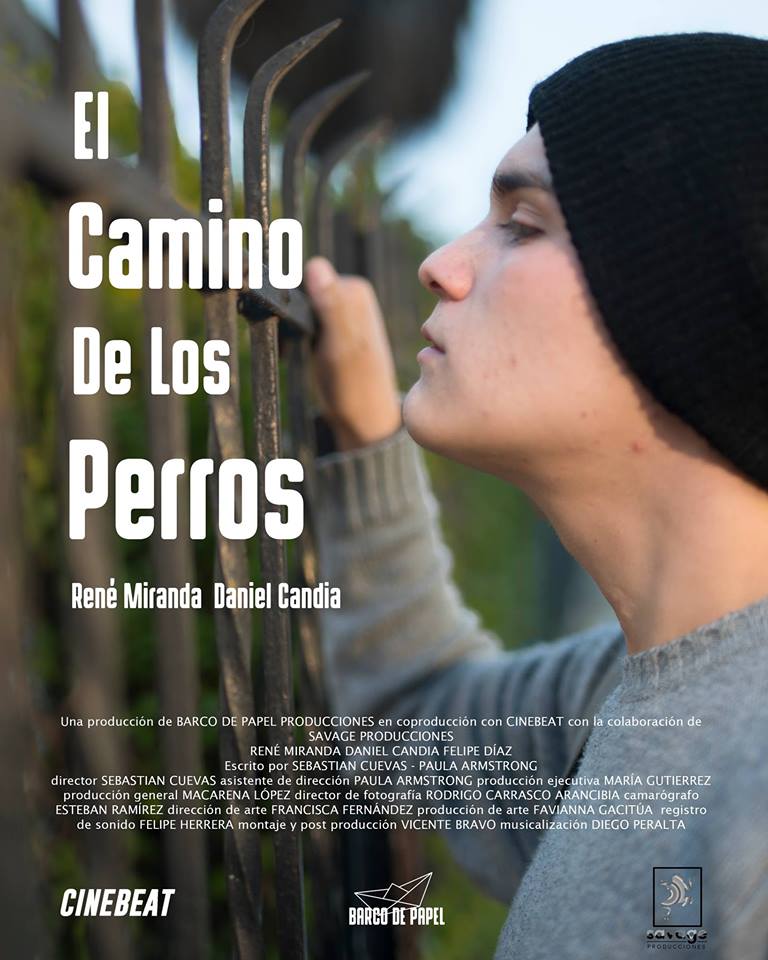 El
Camino
De Los
Perros
René Miranda Daniel Candia
Una producción de BARCO DE PAPEL PRODUCCIONES en coproducción con CINEBEAT con la colaboración de
SAVAGE PRODUCCIONES
RENÉ MIRANDA DANIEL CANDIA FELIPE DÍAZ
Escrito por SEBASTIAN CUEVAS - PAULA ARMSTRONG
director SEBASTIAN CUEVAS asistente de dirección PAULA ARMSTRONG producción ejecutiva MARÍA GUTIERREZ
producción general MACARENA LÓPEZ director de fotografía RODRIGO CARRASCO ARANCIBIA camarógrafo
ESTEBAN RAMÍREZ dirección de arte FRANCISCA FERNÁNDEZ producción de arte FAVIANNA GACITÚA registro
de sonido FELIPE HERRERA montaje y post producción VICENTE BRAVO musicalización DIEGO PERALTA
CINEBEAT
BARCO DE PAPEL
savage
PRODUCCIONES